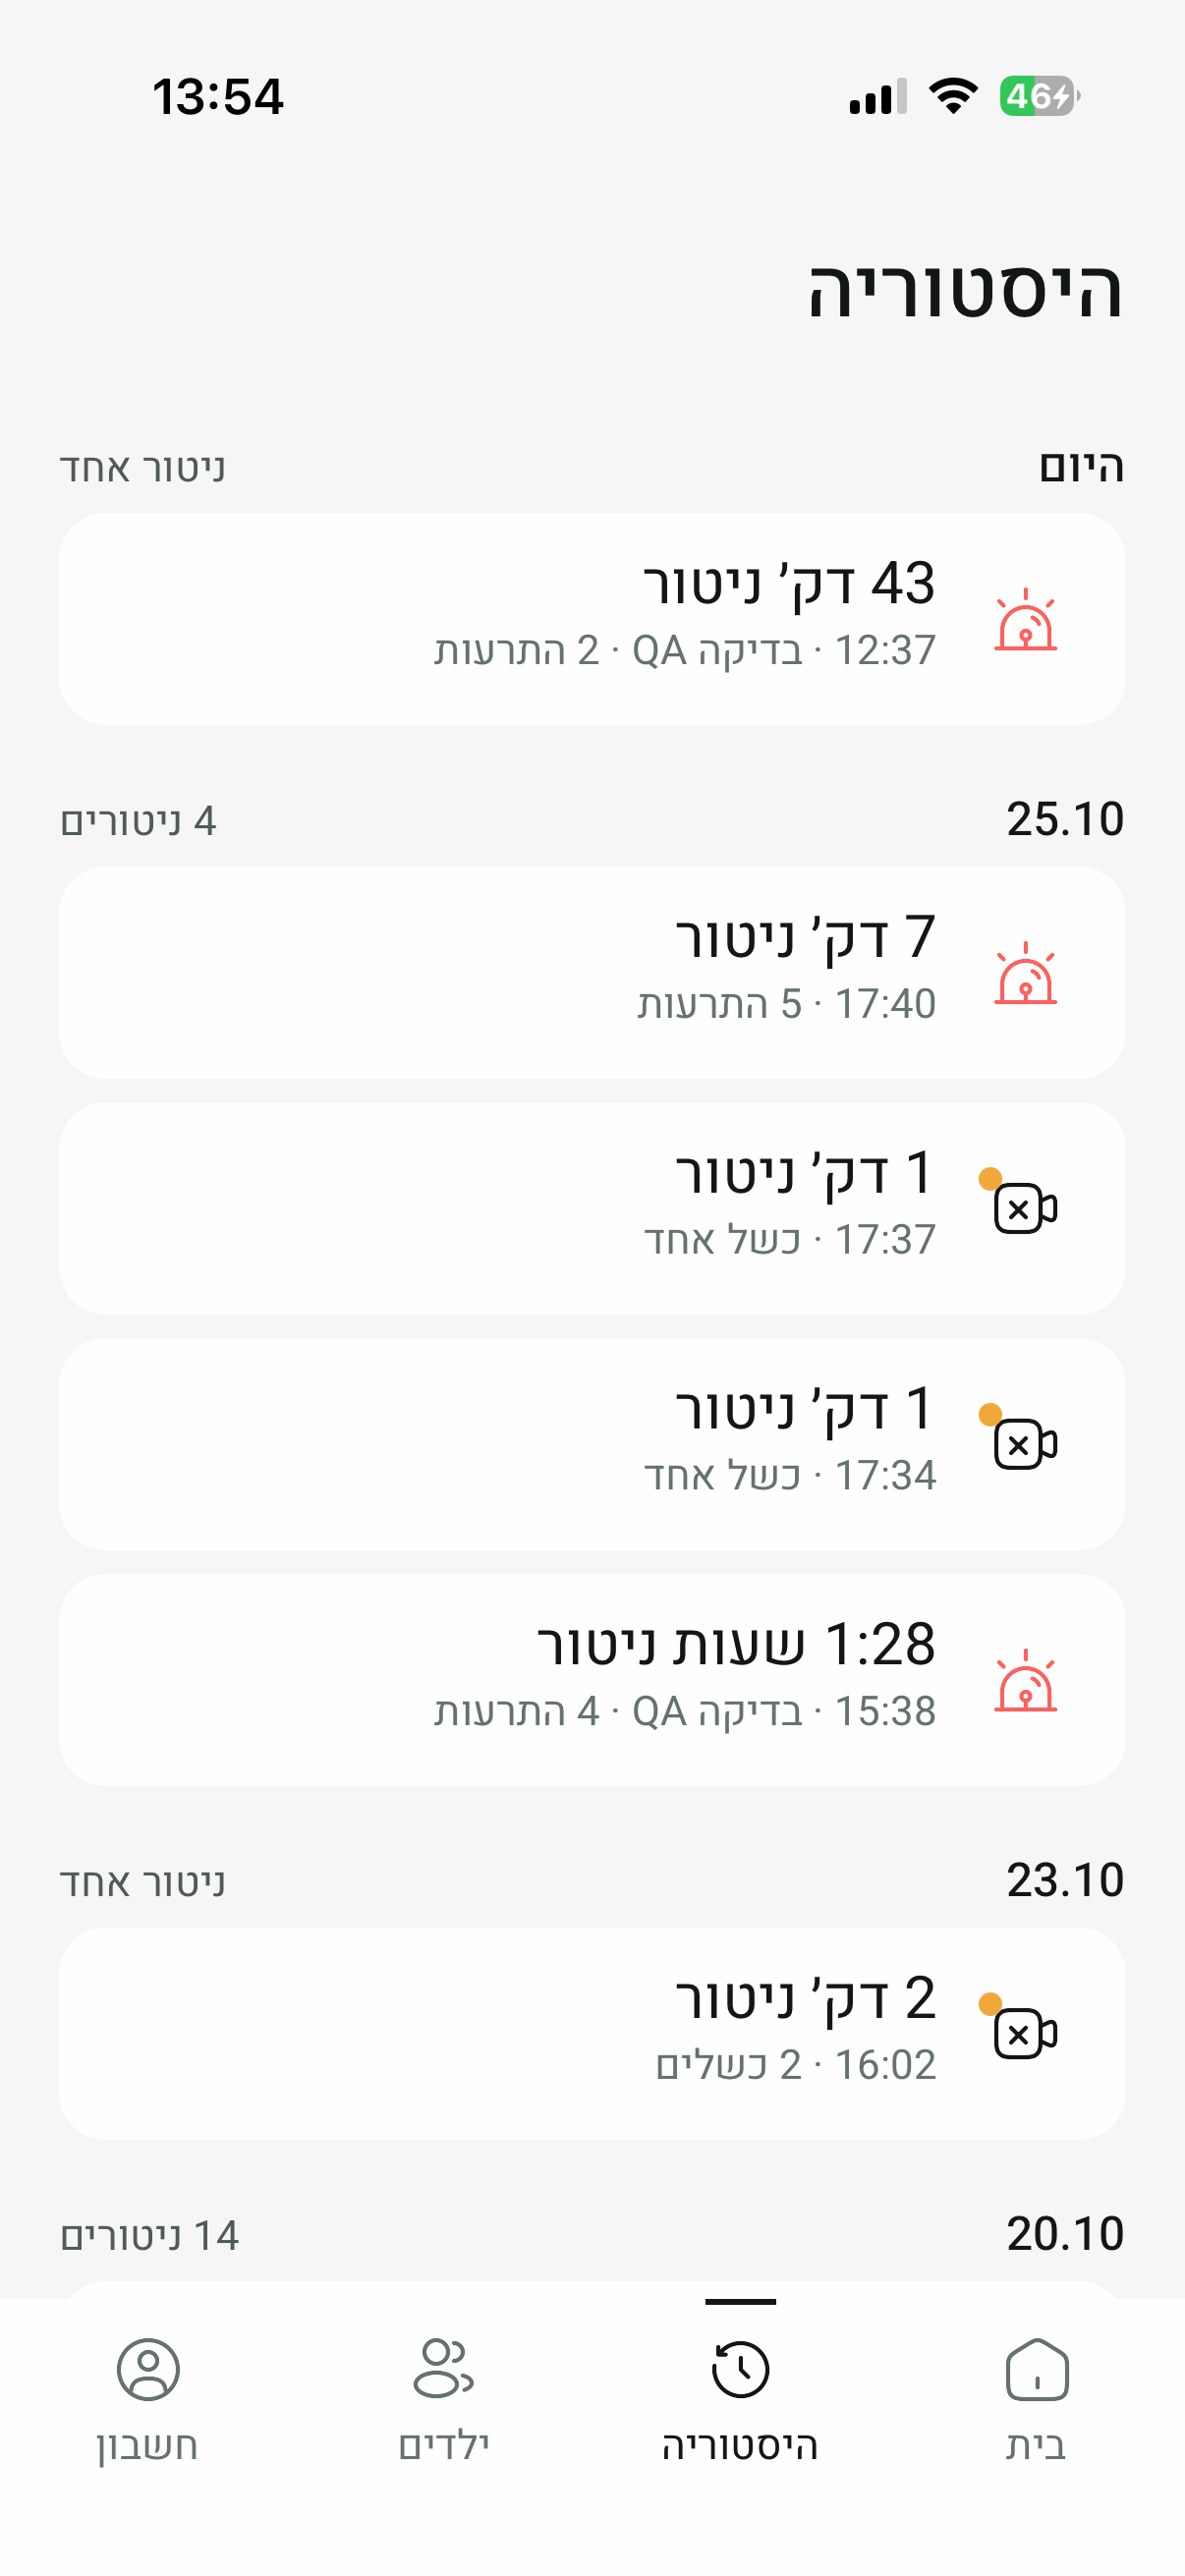 13:54
46
היסטוריה
היום
ניטור אחד
43 דק׳ ניטור
12:37 · בדיקה QA · 2 התרעות
25.10
4 ניטורים
7 דק׳ ניטור
17:40 · 5 התרעות
1 דק׳ ניטור
17:37 · כשל אחד
1 דק׳ ניטור
17:34 · כשל אחד
1:28 שעות ניטור
15:38 · בדיקה QA · 4 התרעות
23.10
ניטור אחד
2 דק׳ ניטור
16:02 · 2 כשלים
20.10
14 ניטורים
בית
היסטוריה
ילדים
חשבון